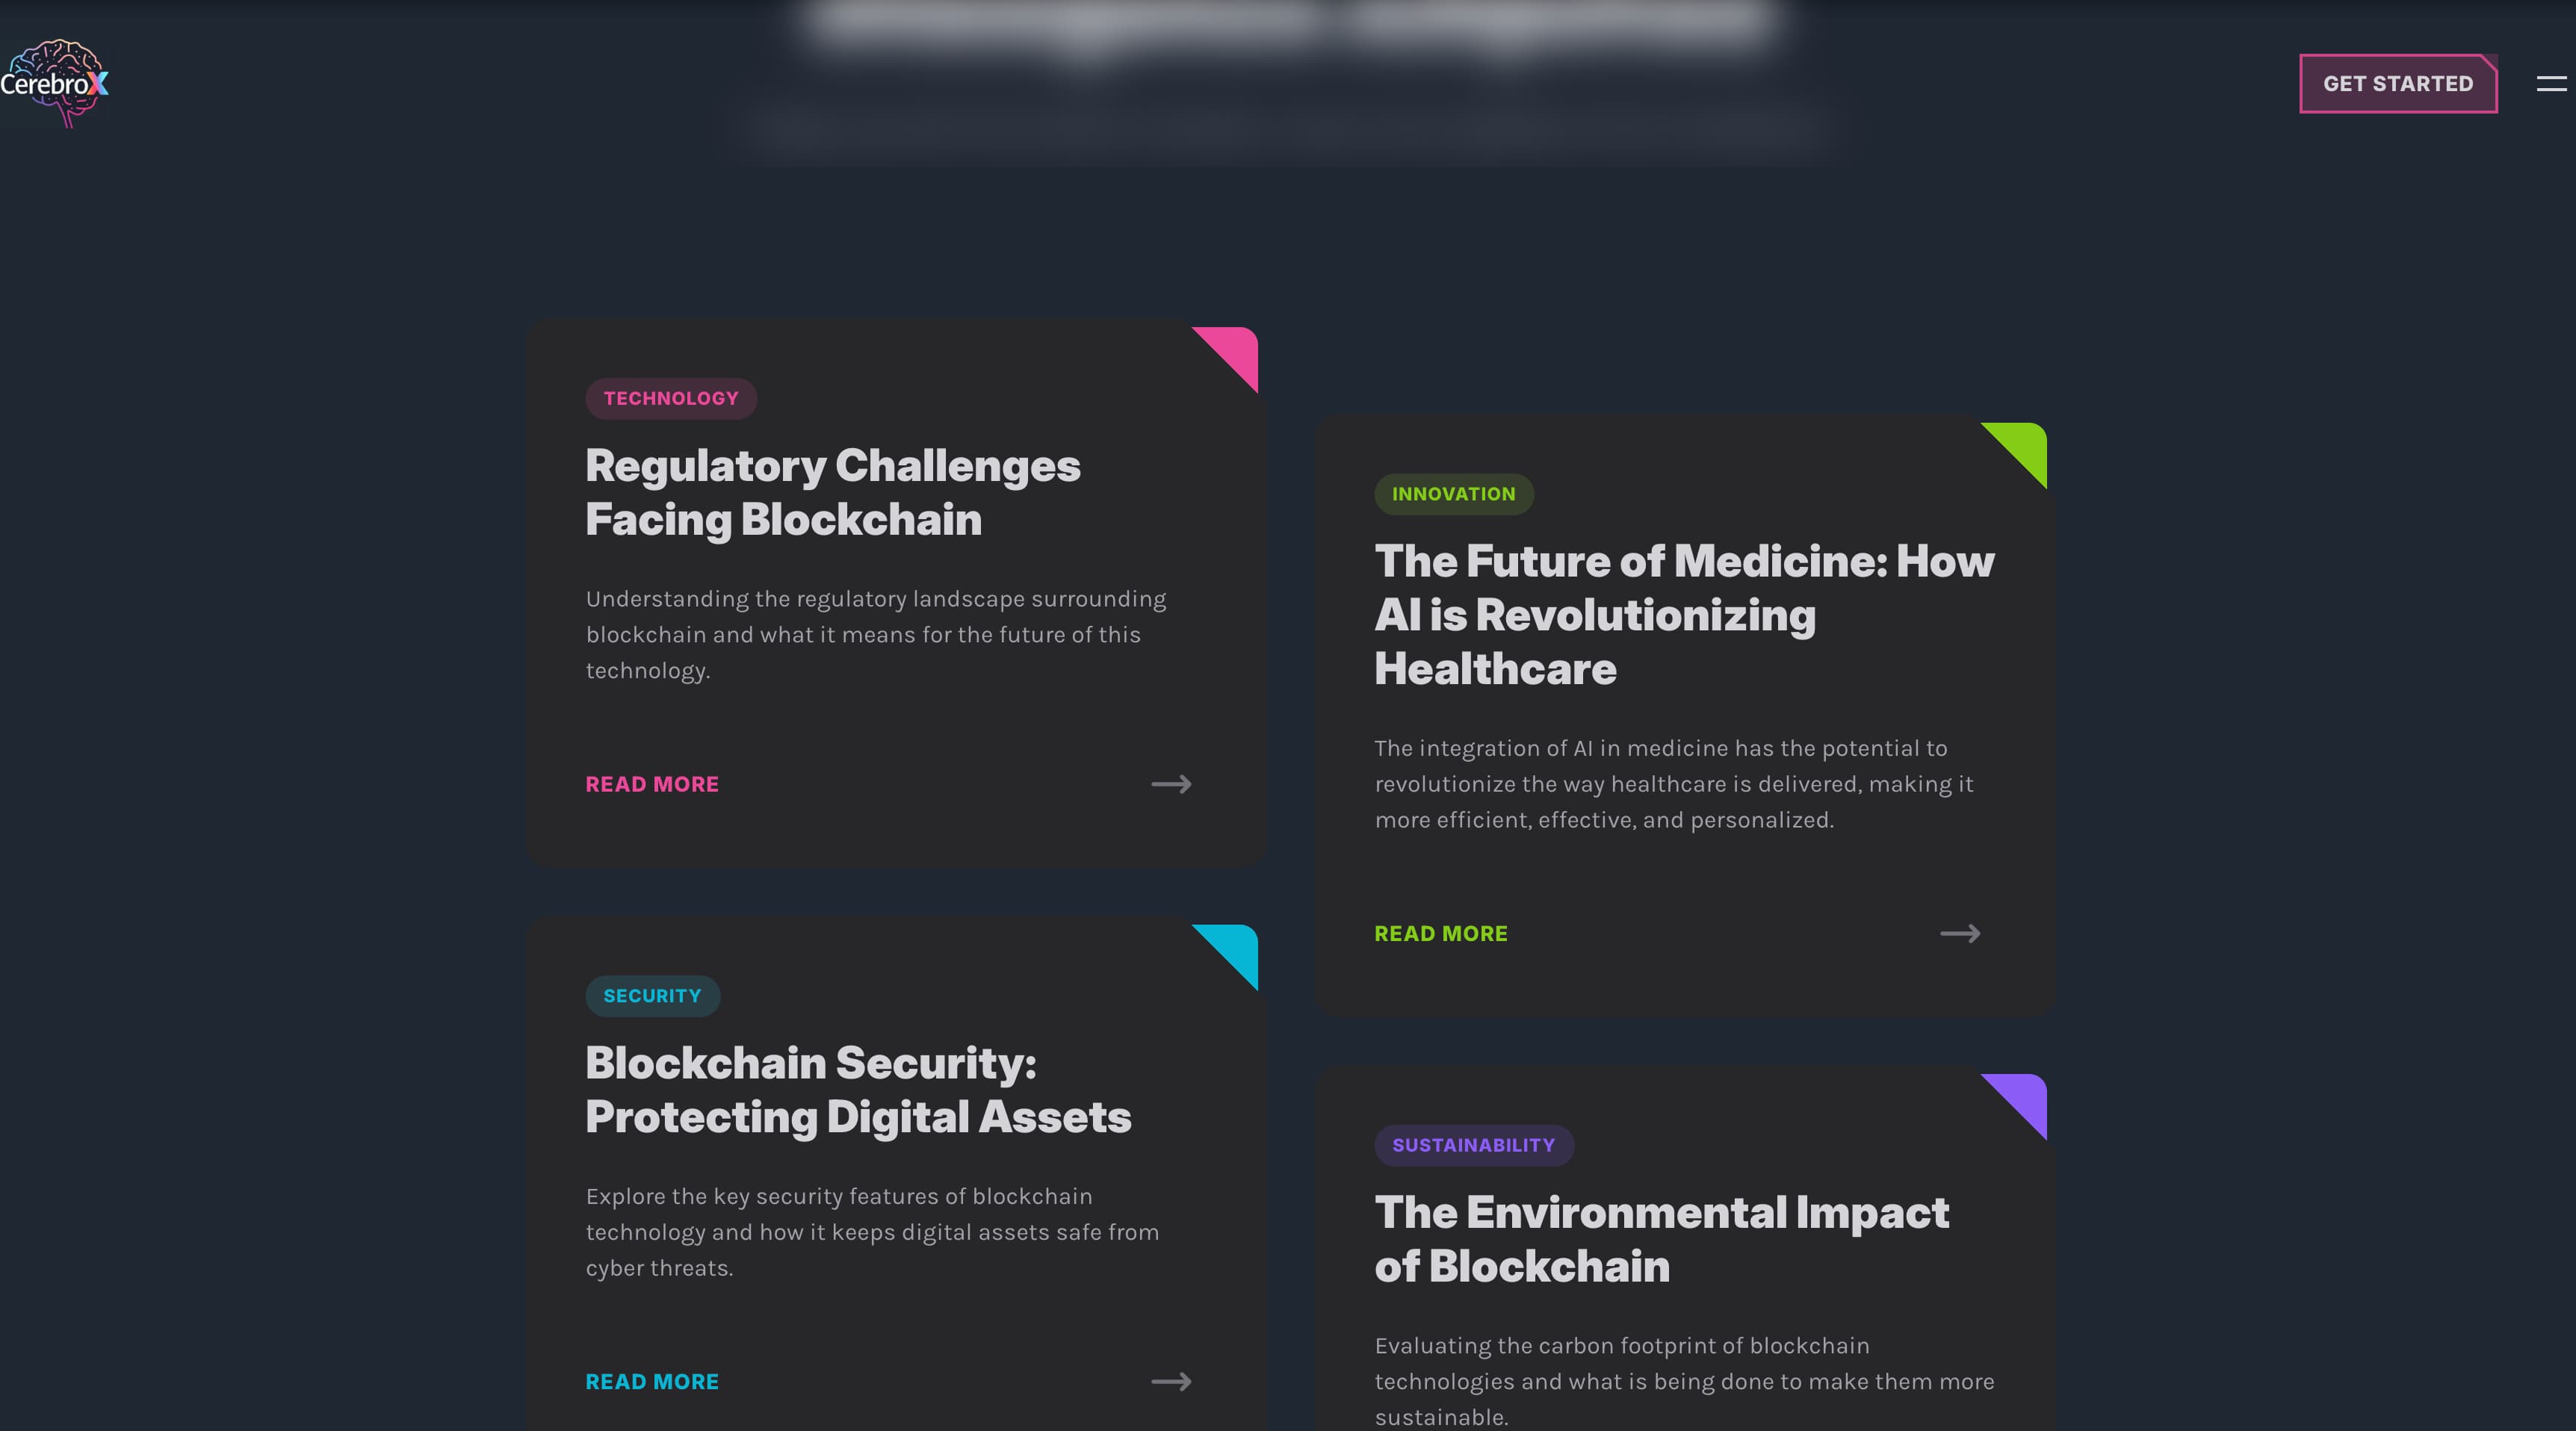 CerebroX
GET STARTED
TECHNOLOGY
Regulatory Challenges
Facing Blockchain
Understanding the regulatory landscape surrounding
blockchain and what it means for the future of this
technology.
READ MORE
INNOVATION
The Future of Medicine: How
AI is Revolutionizing
Healthcare
The integration of AI in medicine has the potential to
revolutionize the way healthcare is delivered, making it
more efficient, effective, and personalized.
READ MORE
SECURITY
Blockchain Security:
Protecting Digital Assets
Explore the key security features of blockchain
technology and how it keeps digital assets safe from
cyber threats.
READ MORE
SUSTAINABILITY
The Environmental Impact
of Blockchain
Evaluating the carbon footprint of blockchain
technologies and what is being done to make them more
sustainable.